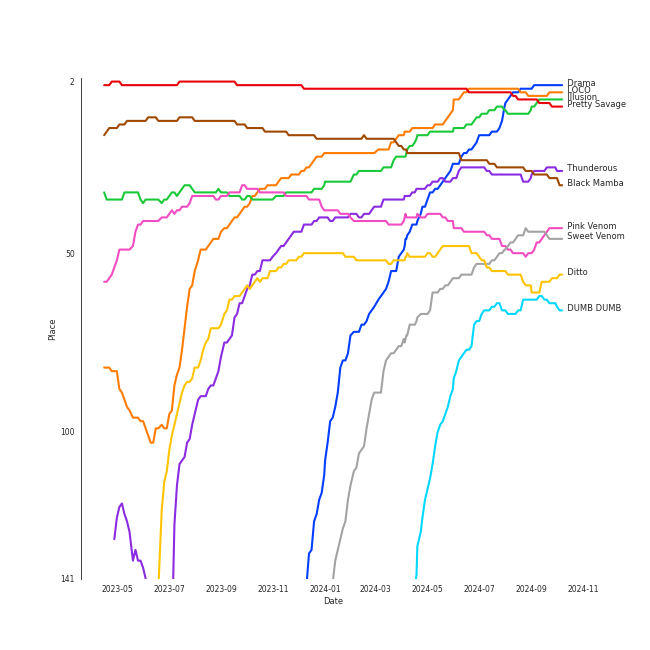 2
50
100
141
Place
2023-05
2023-07
2023-09
2023-11
2024-01
2024-03
2024-05
2024-07
2024-09
2024-11
Date
Drama
LOCO
Illusion
Pretty Savage
Thunderous
Black Mamba
Pink Venom
Sweet Venom
Ditto
DUMB DUMB